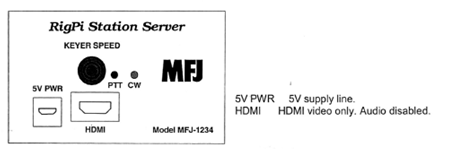 RigPi Station Server
KEYER SPEED
PTT CW
MFJ
5V PWR
HDMI
Model MFJ-1234
5V PWR 5V supply line.
HDMI HDMI video only. Audio disabled.